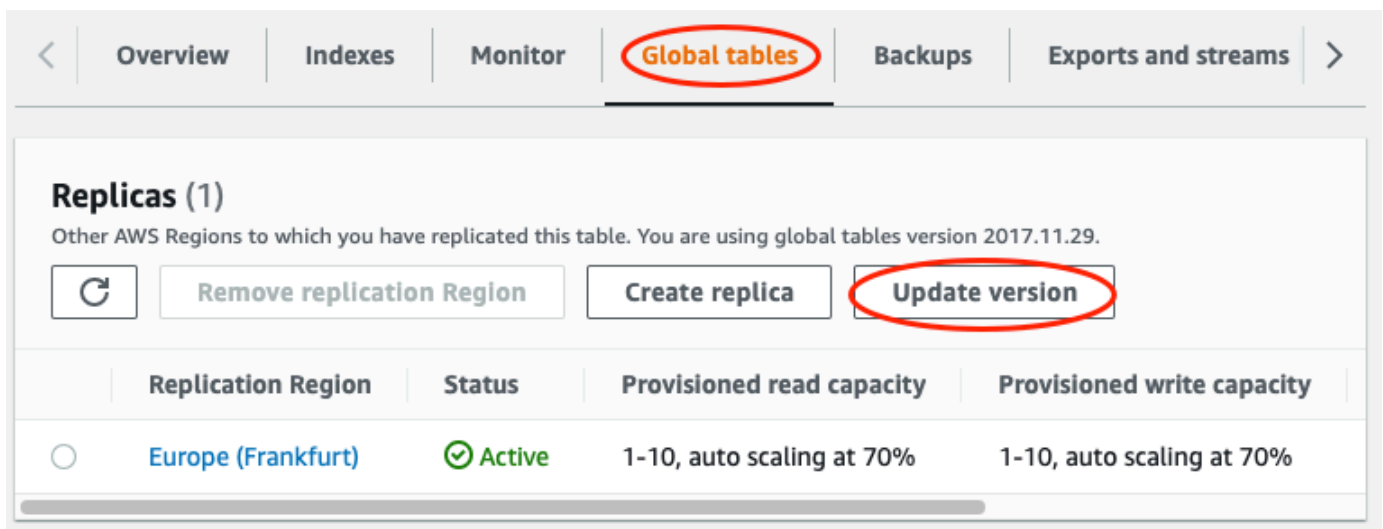 Overview Indexes Monitor Global tables Backups Exports and streams
Replicas (1)
Other AWS Regions to which you have replicated this table. You are using global tables version 2017.11.29.
Remove replication Region Create replica Update version
Replication Region Status Provisioned read capacity Provisioned write capacity
Europe (Frankfurt) Active 1-10, auto scaling at 70% 1-10, auto scaling at 70%